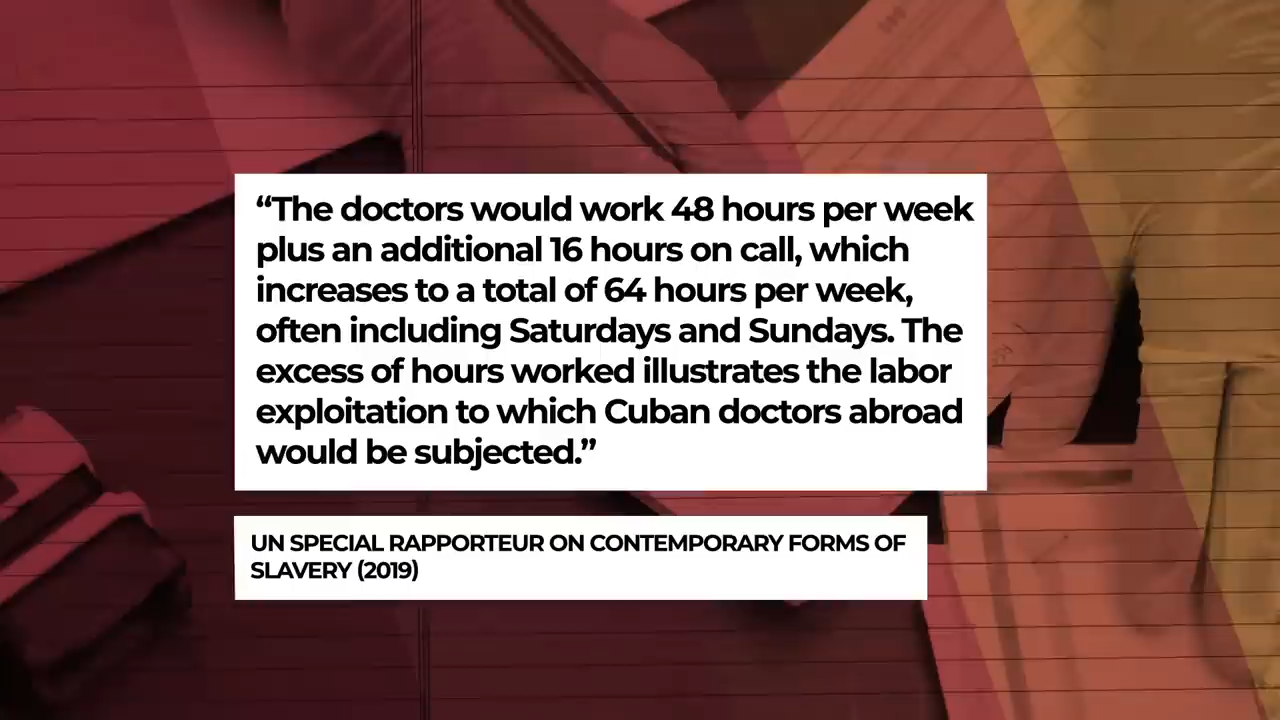 “The doctors would work 48 hours per week
plus an additional 16 hours on call, which
increases to a total of 64 hours per week,
often including Saturdays and Sundays. The
excess of hours worked illustrates the labor
exploitation to which Cuban doctors abroad
would be subjected.”
UN SPECIAL RAPPORTEUR ON CONTEMPORARY FORMS OF
SLAVERY (2019)